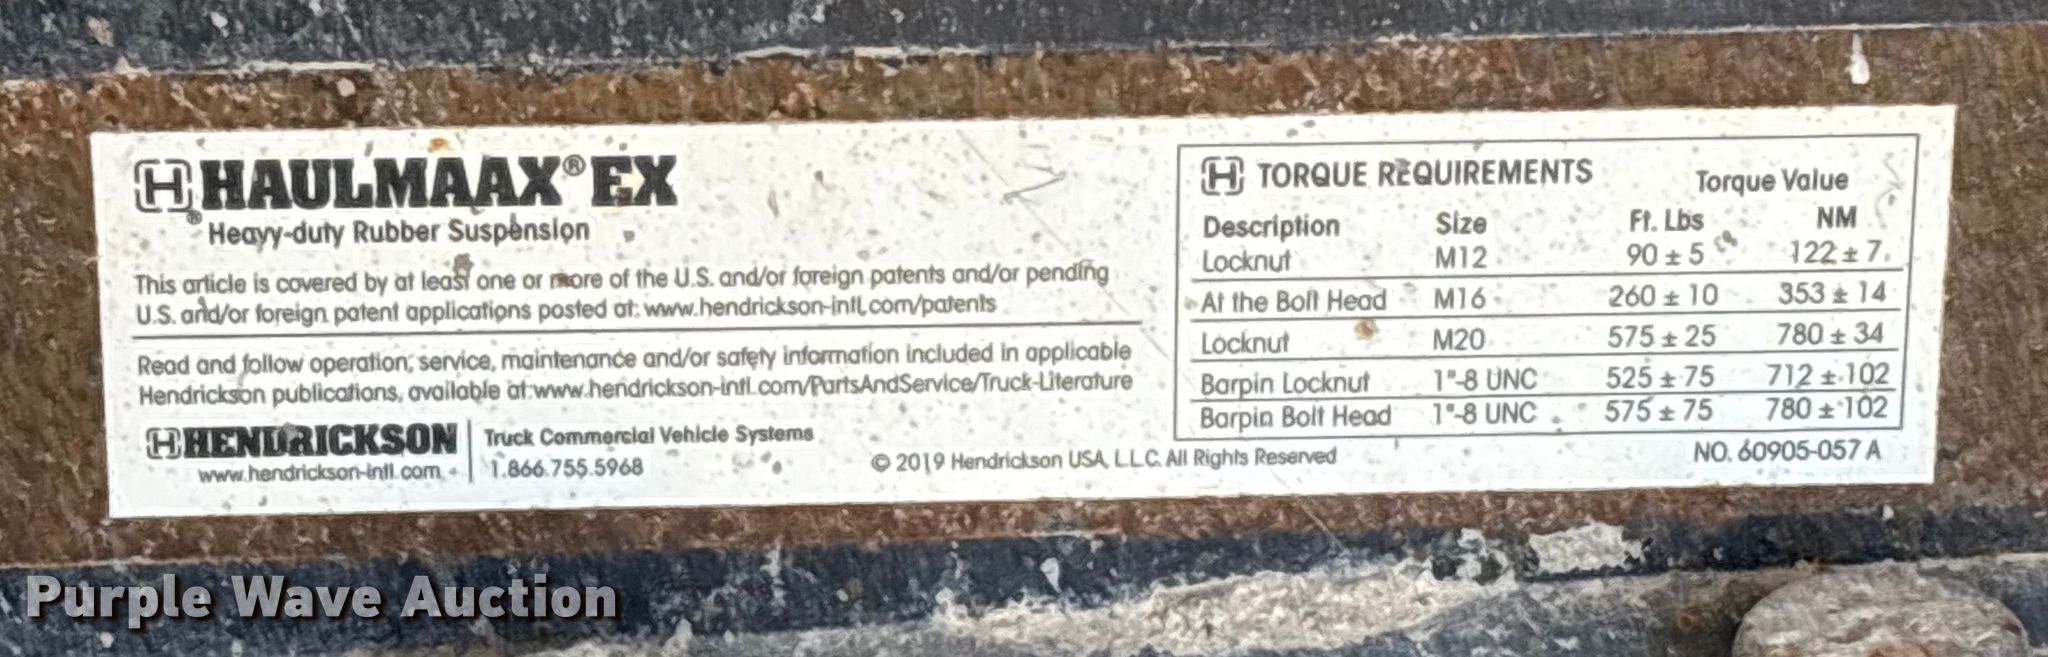 H HAULMAAX® EX
Heavy-duty Rubber Suspension
This article is covered by at least one or more of the U.S. and/or foreign patents and/or pending
U.S. and/or foreign patent applications posted at: www.hendrickson-intl.com/patents
Read and follow operation, service, maintenance and/or safety information included in applicable
Hendrickson publications, available at:www.hendrickson-intl.com/PartsAndService/Truck-Literature
H HENDRICKSON
www.hendrickson-intl.com
Truck Commercial Vehicle Systems
1.866.755.5968
© 2019 Hendrickson USA, L.L.C. All Rights Reserved
H TORQUE REQUIREMENTS Torque Value
Description Size Ft. Lbs NM
Locknut M12 90 ± 5 122 ± 7
At the Bolt Head M16 260 ± 10 353 ± 14
Locknut M20 575 ± 25 780 ± 34
Barpin Locknut 1"-8 UNC 525 ± 75 712 ± 102
Barpin Bolt Head 1"-8 UNC 575 ± 75 780 ± 102
NO. 60905-057 A
Purple Wave Auction